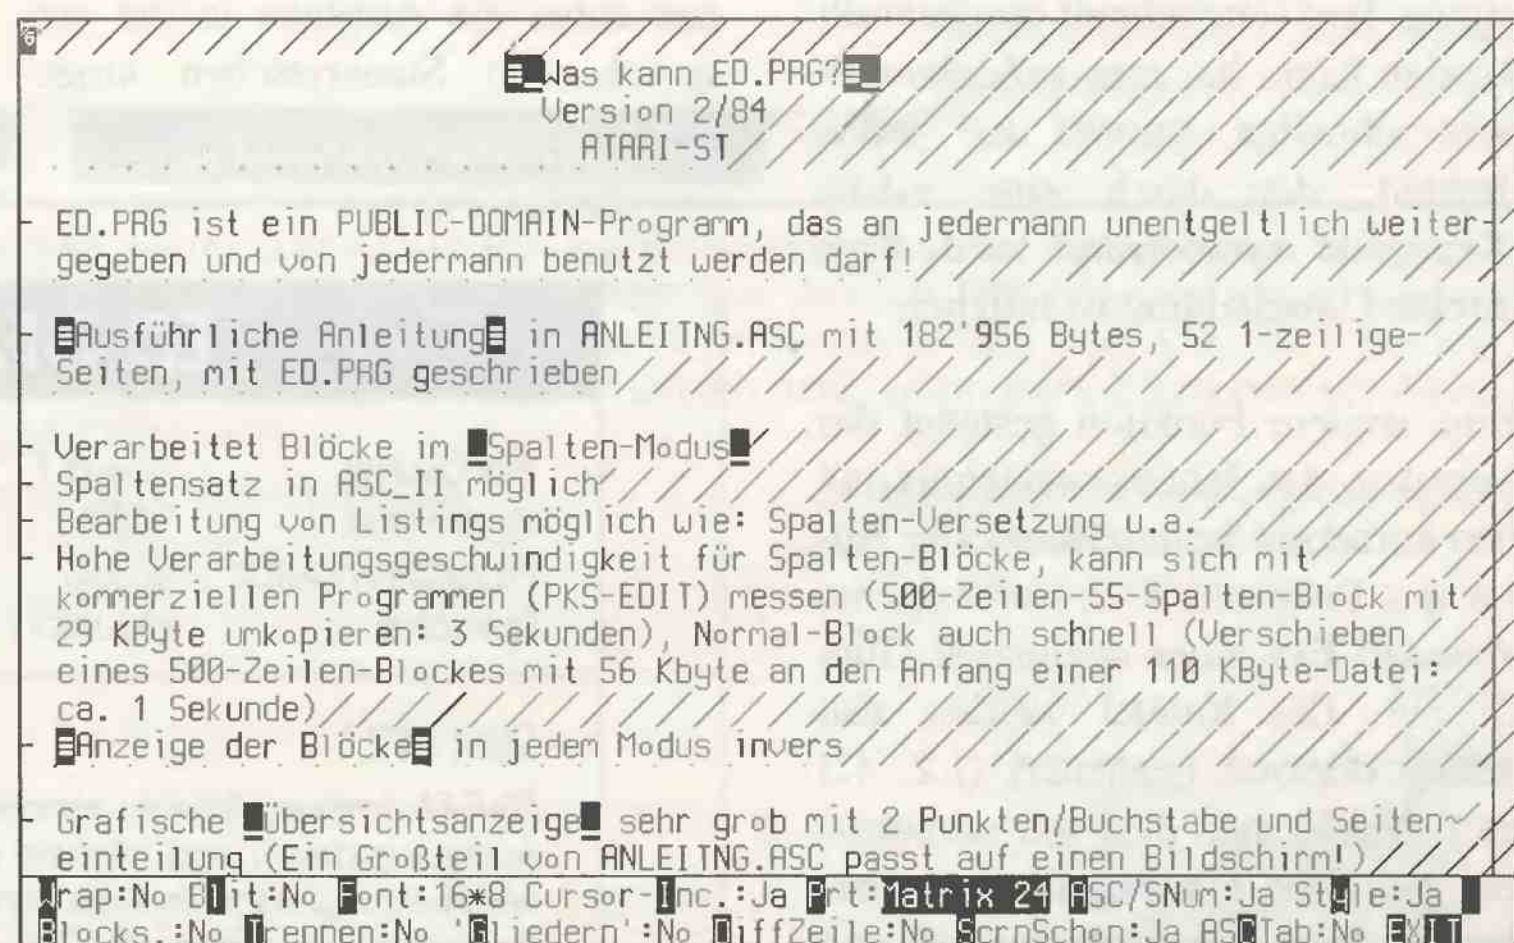 Was kann ED.PRG?
Version 2/84
ATARI-ST
- ED.PRG ist ein PUBLIC-DOMAIN-Programm, das an jedermann unentgeltlich weiter-
gegeben und von jedermann benutzt werden darf!
- Ausführliche Anleitung in ANLEITNG.ASC mit 182'956 Bytes, 52 1-zeilige-
Seiten, mit ED.PRG geschrieben
- Verarbeitet Blöcke im Spalten-Modus
- Spaltensatz in ASC_II möglich
- Bearbeitung von Listings möglich wie: Spalten-Versetzung u.a.
- Hohe Verarbeitungsgeschwindigkeit für Spalten-Blöcke, kann sich mit
kommerziellen Programmen (PKS-EDIT) messen (500-Zeilen-55-Spalten-Block mit
29 KByte umkopieren: 3 Sekunden), Normal-Block auch schnell (Verschieben
eines 500-Zeilen-Blockes mit 56 Kbyte an den Anfang einer 110 KByte-Datei:
ca. 1 Sekunde)
- Anzeige der Blöcke in jedem Modus invers
- Grafische Übersichtsanzeige sehr grob mit 2 Punkten/Buchstabe und Seiten
einteilung (Ein Großteil von ANLEITNG.ASC passt auf einen Bildschirm!)
Wrap:No Blit:No Font:16*8 Cursor-Inc.:Ja Prt:Matrix 24 ASC/SNum:Ja Style:Ja
Blocks.:No Trennen:No 'Gliedern':No DiffZeile:No ScrnSchon:Ja ASCTab:No EXIT